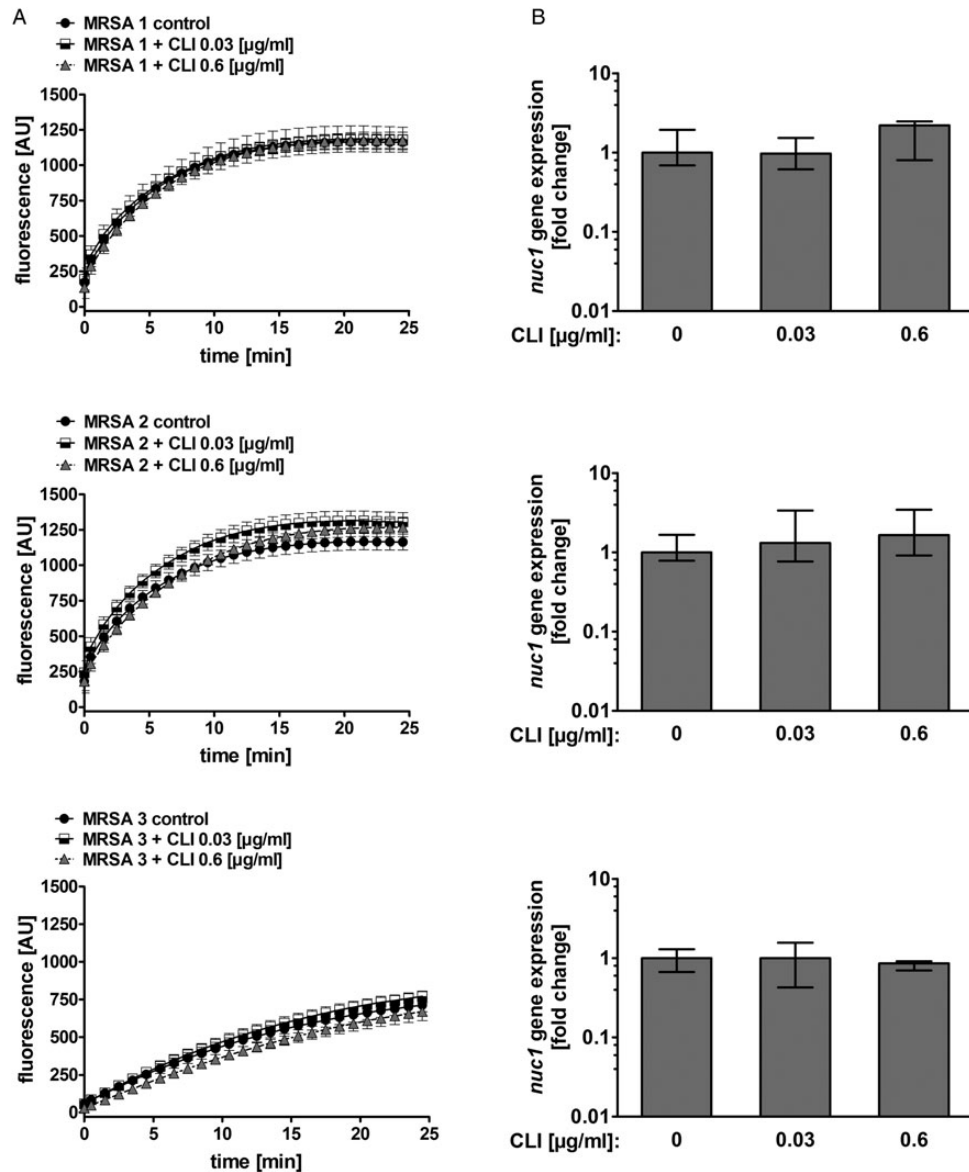 A
MRSA 1 control
MRSA 1 + CLI 0.03 [µg/ml]
MRSA 1 + CLI 0.6 [µg/ml]
fluorescence [AU]
1500
1250
1000
750
500
250
0
0 5 10 15 20 25
time [min]
B
nuc1 gene expression
[fold change]
10
1
0.1
0.01
CLI [µg/ml]: 0 0.03 0.6
MRSA 2 control
MRSA 2 + CLI 0.03 [µg/ml]
MRSA 2 + CLI 0.6 [µg/ml]
fluorescence [AU]
1500
1250
1000
750
500
250
0
0 5 10 15 20 25
time [min]
nuc1 gene expression
[fold change]
10
1
0.1
0.01
CLI [µg/ml]: 0 0.03 0.6
MRSA 3 control
MRSA 3 + CLI 0.03 [µg/ml]
MRSA 3 + CLI 0.6 [µg/ml]
fluorescence [AU]
1500
1250
1000
750
500
250
0
0 5 10 15 20 25
time [min]
nuc1 gene expression
[fold change]
10
1
0.1
0.01
CLI [µg/ml]: 0 0.03 0.6